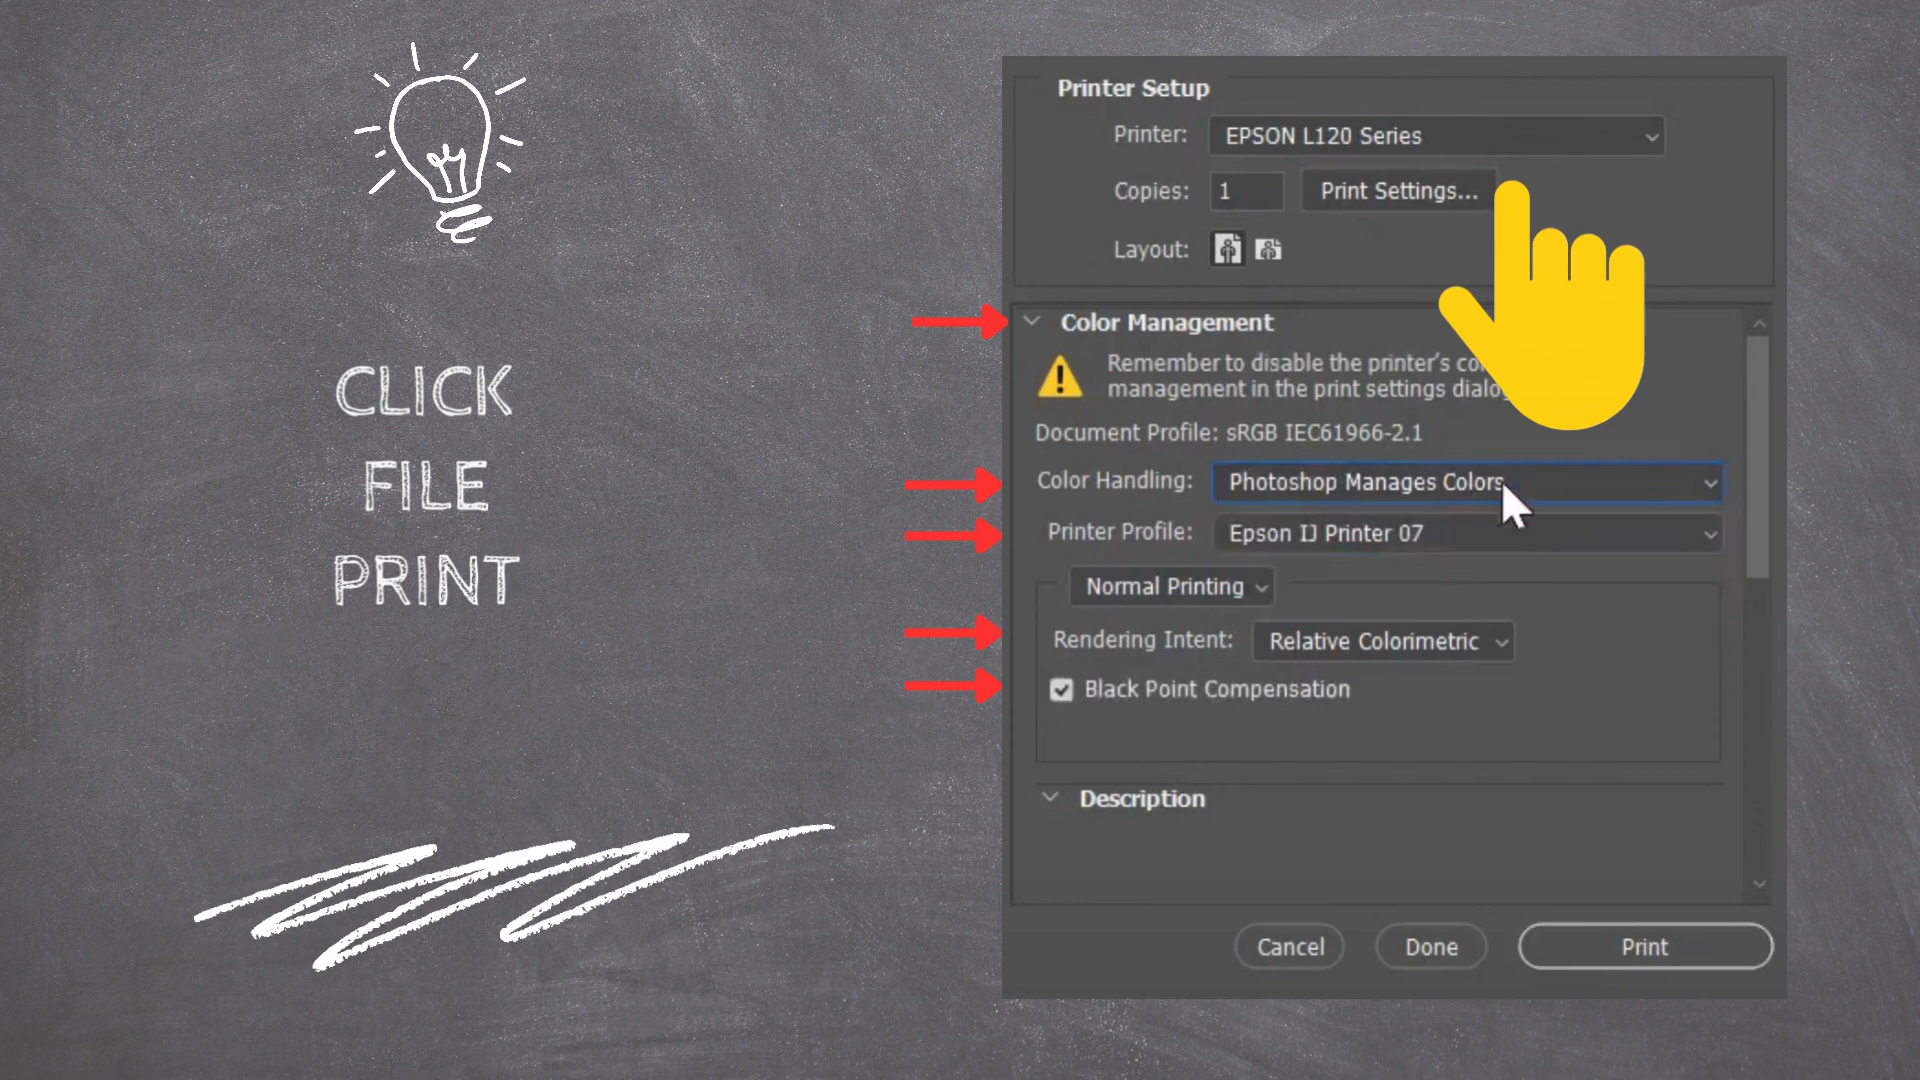 CLICK
FILE
PRINT
Printer Setup
Printer: EPSON L120 Series
Copies: 1 Print Settings...
Layout:
Color Management
Remember to disable the printer's
management in the print settings
Document Profile: sRGB IEC61966-2.1
Color Handling: Photoshop Manages Colors
Printer Profile: Epson IJ Printer 07
Normal Printing
Rendering Intent: Relative Colorimetric
Black Point Compensation
Description
Cancel Done Print